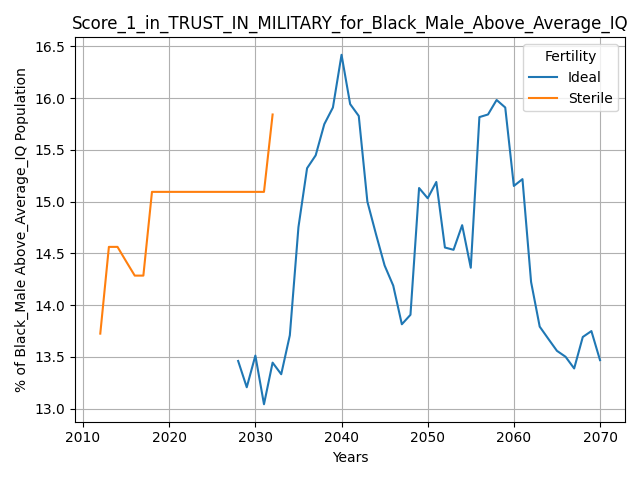 Score_1_in_TRUST_IN_MILITARY_for_Black_Male_Above_Average_IQ
% of Black_Male Above_Average_IQ Population
16.5
16.0
15.5
15.0
14.5
14.0
13.5
13.0
Fertility
Ideal
Sterile
2010 2020 2030 2040 2050 2060 2070
Years